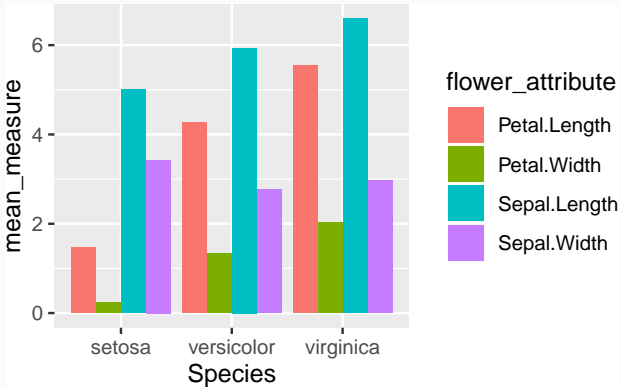 6
4
2
0
mean_measure
setosa versicolor virginica
Species
flower_attribute
Petal.Length
Petal.Width
Sepal.Length
Sepal.Width